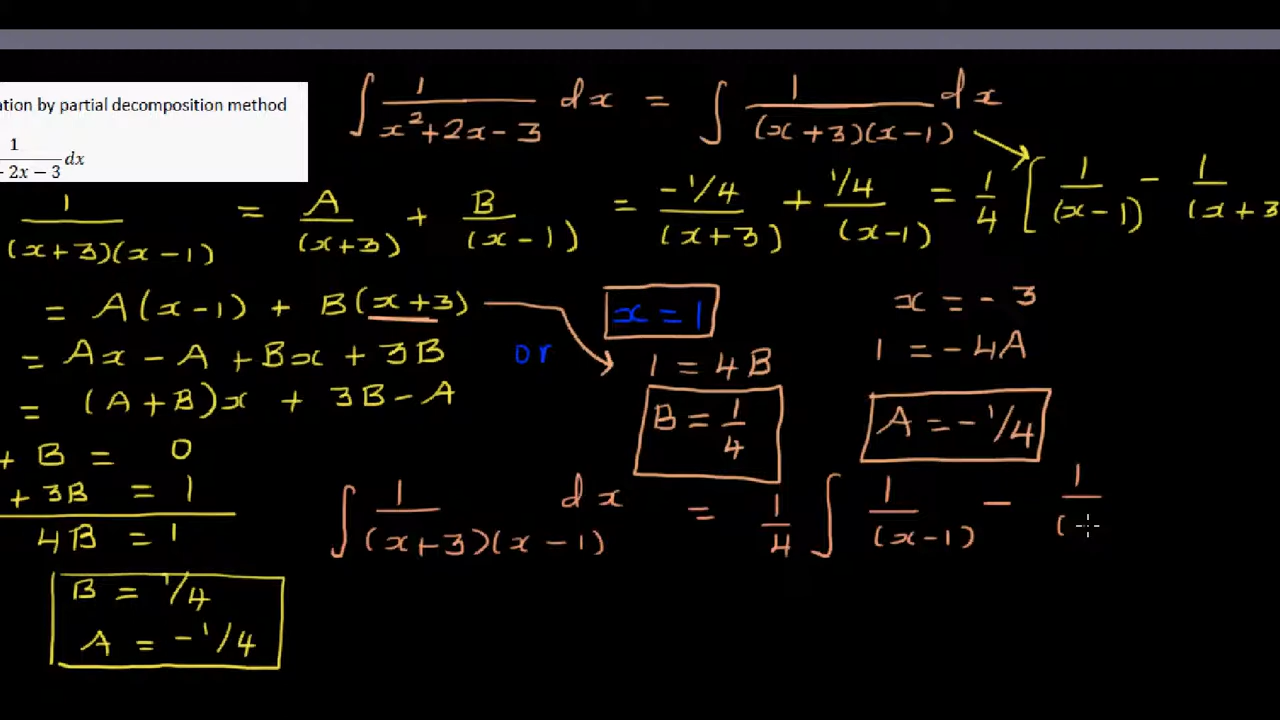 ation by partial decomposition method
1
- 2x − 3 dx
∫ 1/(x²+2x−3) dx = ∫ 1/((x+3)(x−1)) dx
1/((x+3)(x−1)) = A/(x+3) + B/(x−1) = −1/4/(x+3) + 1/4/(x−1) = 1/4 [ 1/(x−1) − 1/(x+3
= A(x−1) + B(x+3)
= Ax − A + Bx + 3B
= (A+B)x + 3B − A
+ B = 0
+ 3B = 1
4B = 1
B = 1/4
A = −1/4
or
x = 1
1 = 4B
B = 1/4
x = −3
1 = −4A
A = −1/4
∫ 1/((x+3)(x−1)) dx = 1/4 ∫ 1/(x−1) − 1/(